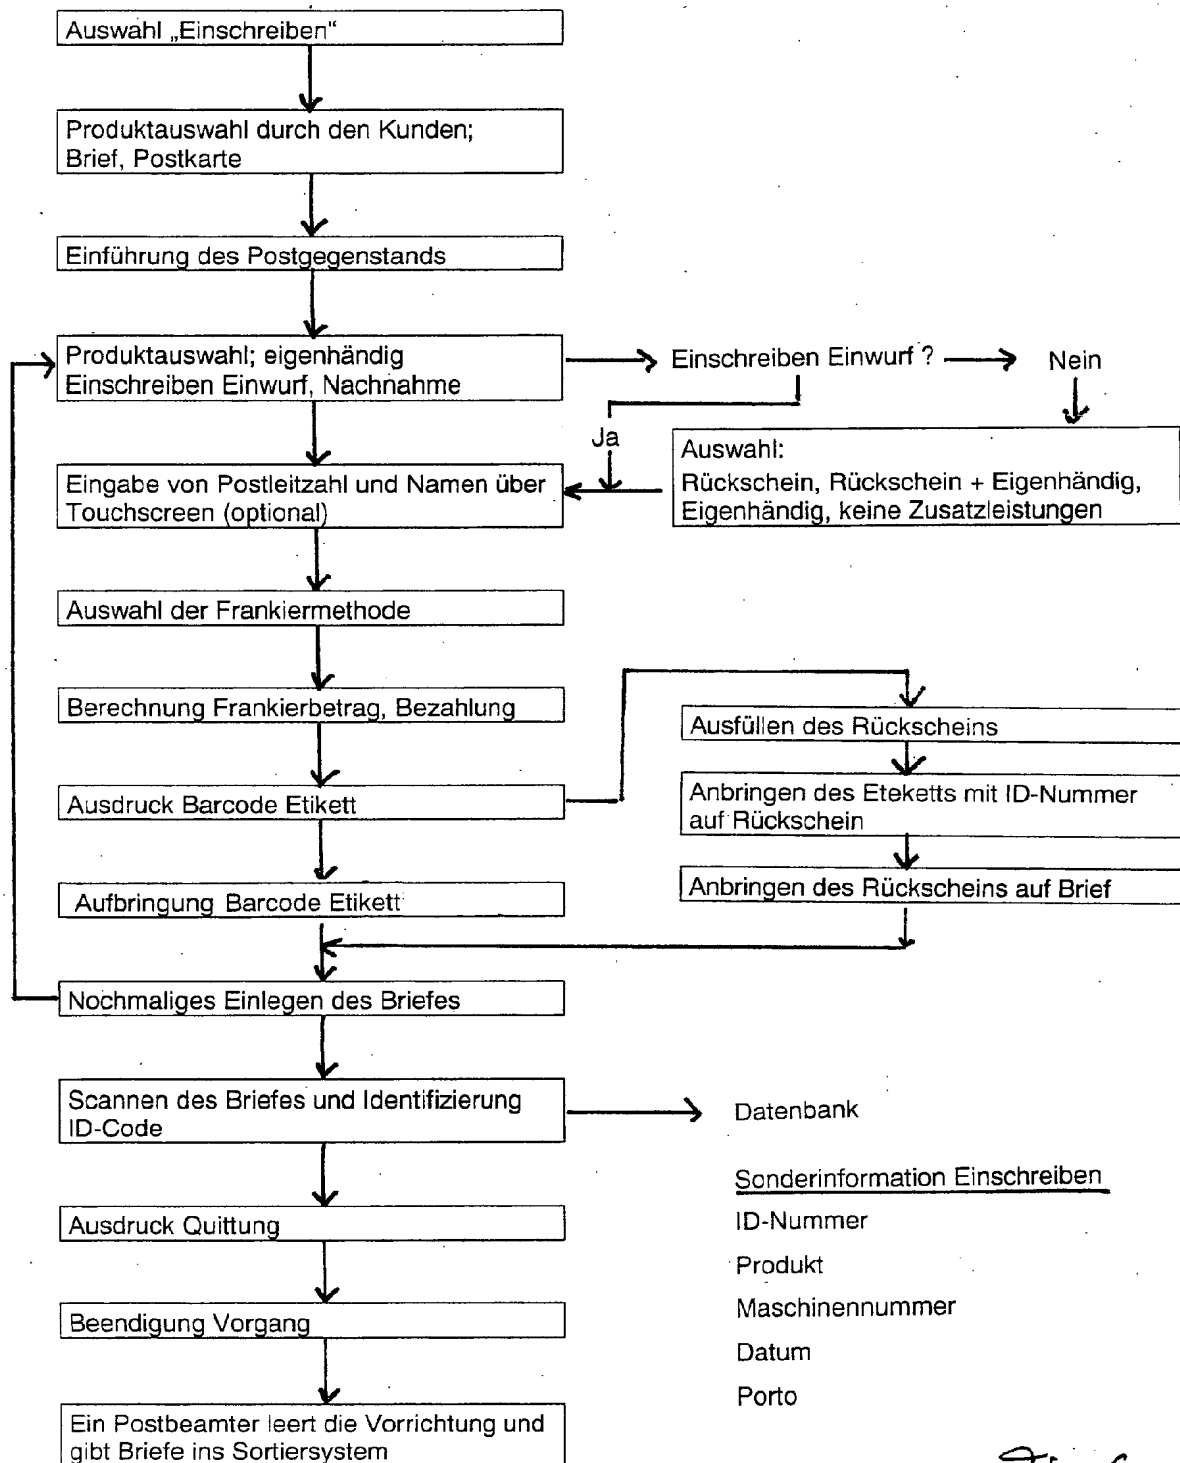 Auswahl „Einschreiben“
Produktauswahl durch den Kunden;
Brief, Postkarte
Einführung des Postgegenstands
Produktauswahl; eigenhändig
Einschreiben Einwurf, Nachnahme
Einschreiben Einwurf ?
Nein
Ja
Auswahl:
Rückschein, Rückschein + Eigenhändig,
Eigenhändig, keine Zusatzleistungen
Eingabe von Postleitzahl und Namen über
Touchscreen (optional)
Auswahl der Frankiermethode
Berechnung Frankierbetrag, Bezahlung
Ausdruck Barcode Etikett
Ausfüllen des Rückscheins
Anbringen des Eteketts mit ID-Nummer
auf Rückschein
Anbringen des Rückscheins auf Brief
Aufbringung Barcode Etikett
Nochmaliges Einlegen des Briefes
Scannen des Briefes und Identifizierung
ID-Code
Datenbank
Sonderinformation Einschreiben
ID-Nummer
Produkt
Maschinennummer
Datum
Porto
Ausdruck Quittung
Beendigung Vorgang
Ein Postbeamter leert die Vorrichtung und
gibt Briefe ins Sortiersystem